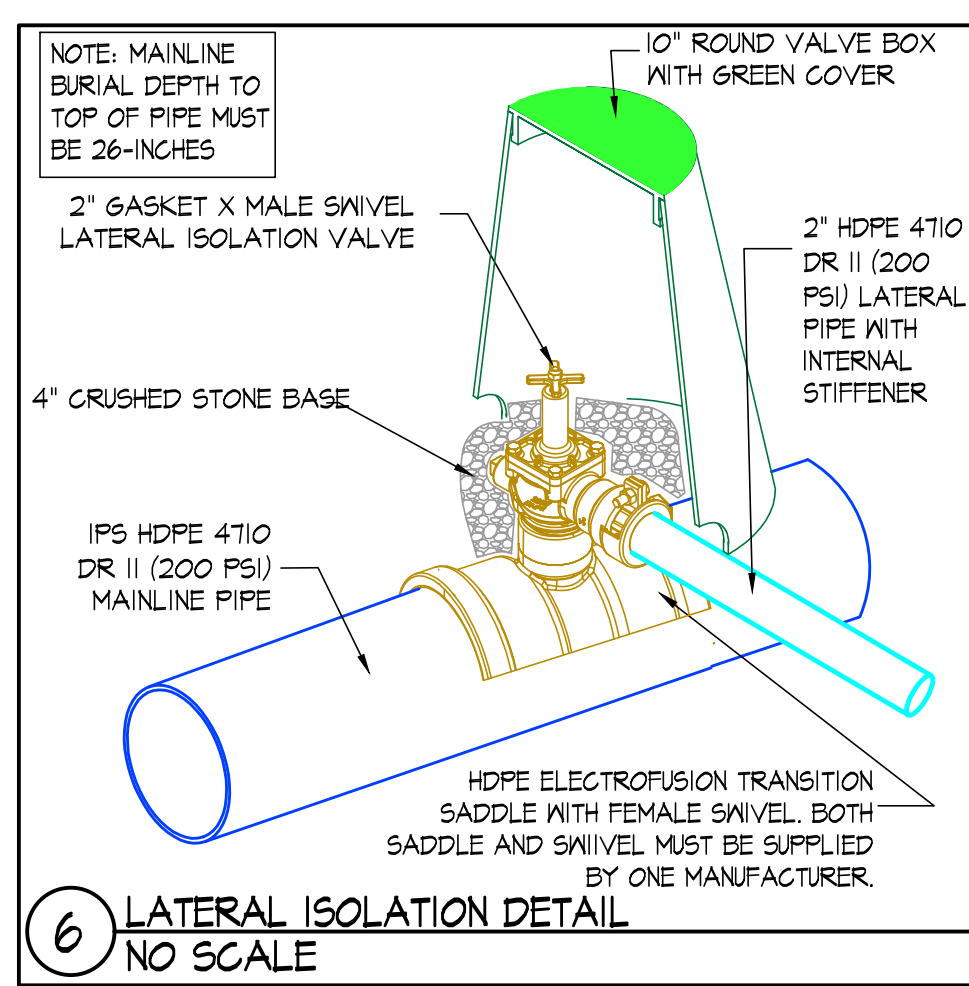 NOTE: MAINLINE
BURIAL DEPTH TO
TOP OF PIPE MUST
BE 26-INCHES
10" ROUND VALVE BOX
WITH GREEN COVER
2" GASKET X MALE SWIVEL
LATERAL ISOLATION VALVE
2" HDPE 4710
DR 11 (200
PSI) LATERAL
PIPE WITH
INTERNAL
STIFFENER
4" CRUSHED STONE BASE
IPS HDPE 4710
DR 11 (200 PSI)
MAINLINE PIPE
HDPE ELECTROFUSION TRANSITION
SADDLE WITH FEMALE SWIVEL. BOTH
SADDLE AND SWIIVEL MUST BE SUPPLIED
BY ONE MANUFACTURER.
6
LATERAL ISOLATION DETAIL
NO SCALE